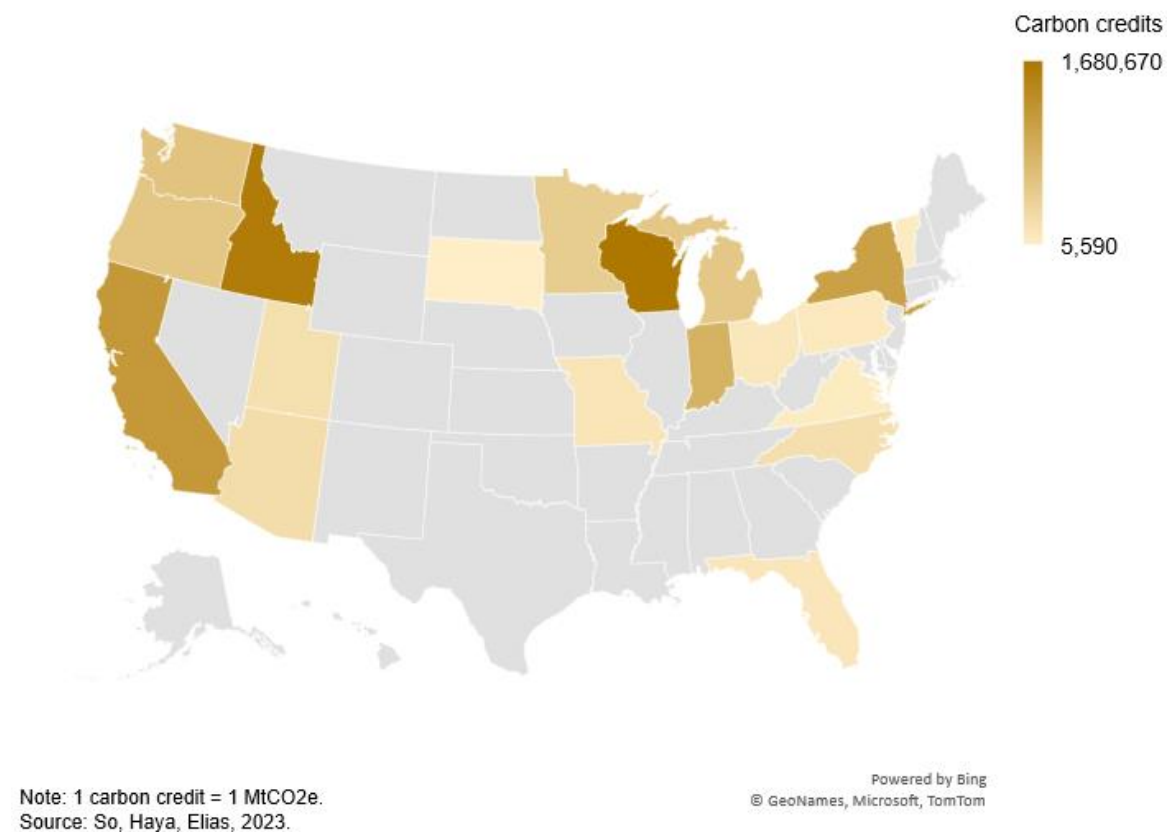 Carbon credits
1,680,670
5,590
Powered by Bing
© GeoNames, Microsoft, TomTom
Note: 1 carbon credit = 1 MtCO2e.
Source: So, Haya, Elias, 2023.